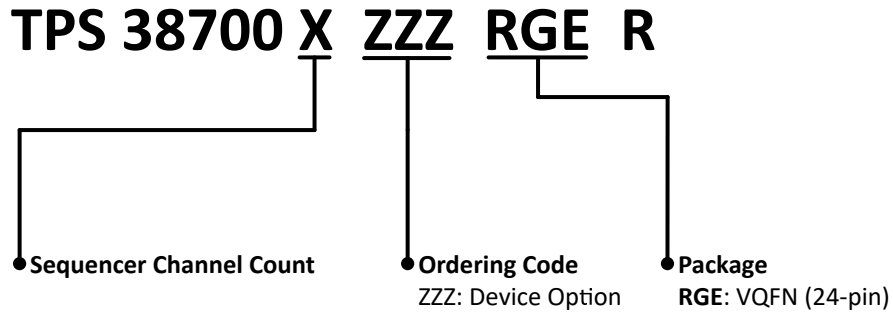 TPS 38700 X ZZZ RGE R
Sequencer Channel Count
Ordering Code
ZZZ: Device Option
Package
RGE: VQFN (24-pin)